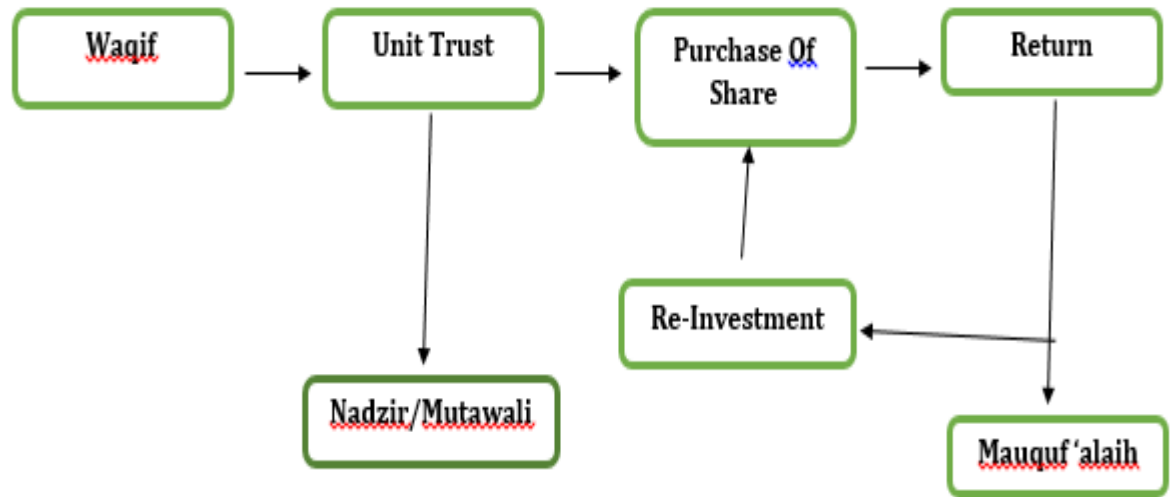 Waqif
Unit Trust
Purchase Of
Share
Return
Re-Investment
Nadzir/Mutawali
Mauquf ‘alaih